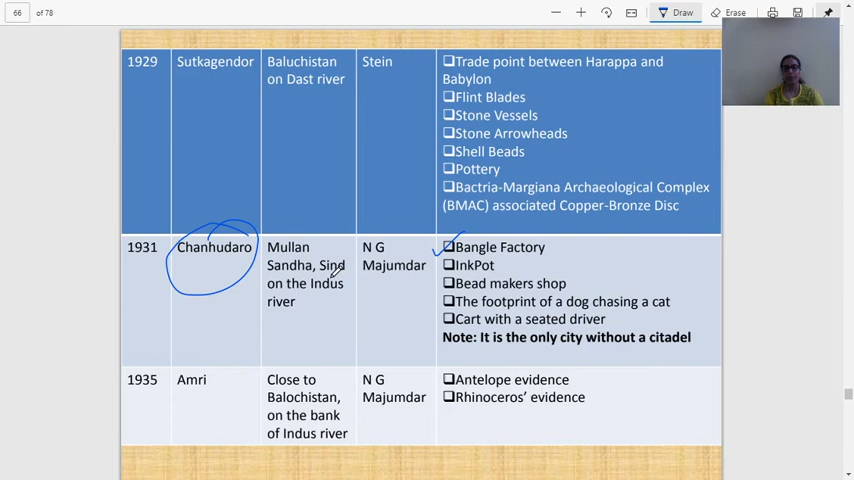 66 of 78
Draw
Erase
1929 Sutkagendor Baluchistan Stein Trade point between Harappa and
on Dast river Babylon
Flint Blades
Stone Vessels
Stone Arrowheads
Shell Beads
Pottery
Bactria-Margiana Archaeological Complex
(BMAC) associated Copper-Bronze Disc
1931 Chanhudaro Mullan N G Bangle Factory
Sandha, Sind Majumdar InkPot
on the Indus Bead makers shop
river The footprint of a dog chasing a cat
Cart with a seated driver
Note: It is the only city without a citadel
1935 Amri Close to N G Antelope evidence
Balochistan, Majumdar Rhinoceros’ evidence
on the bank
of Indus river